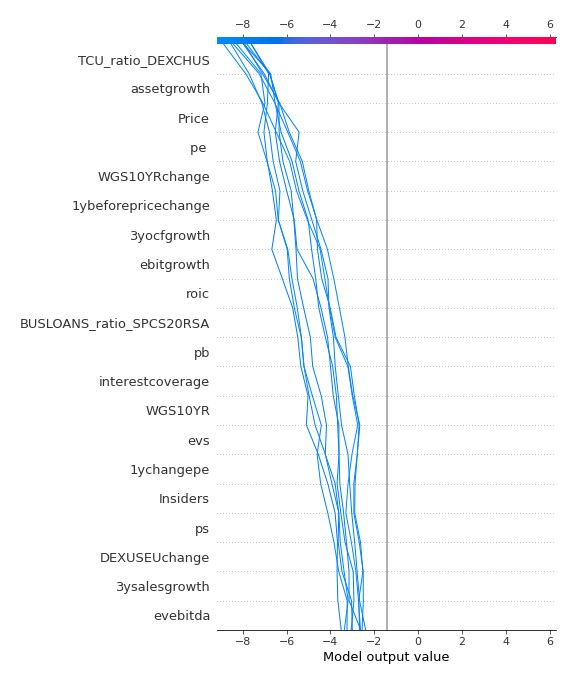 −8 −6 −4 −2 0 2 4 6
TCU_ratio_DEXCHUS
assetgrowth
Price
pe
WGS10YRchange
1ybeforepricechange
3yocfgrowth
ebitgrowth
roic
BUSLOANS_ratio_SPCS20RSA
pb
interestcoverage
WGS10YR
evs
1ychangepe
Insiders
ps
DEXUSEUchange
3ysalesgrowth
evebitda
−8 −6 −4 −2 0 2 4 6
Model output value